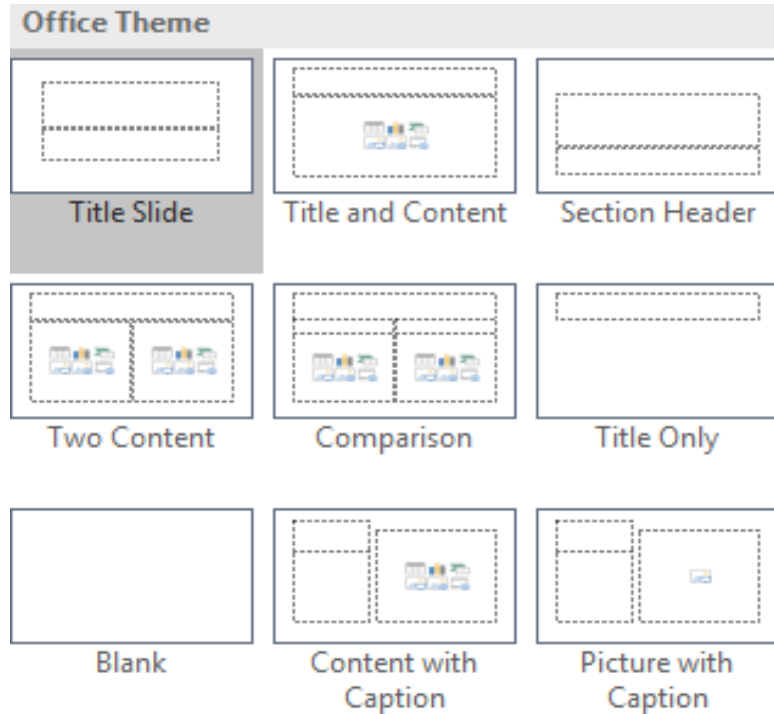 Office Theme
Title Slide
Title and Content
Section Header
Two Content
Comparison
Title Only
Blank
Content with
Caption
Picture with
Caption